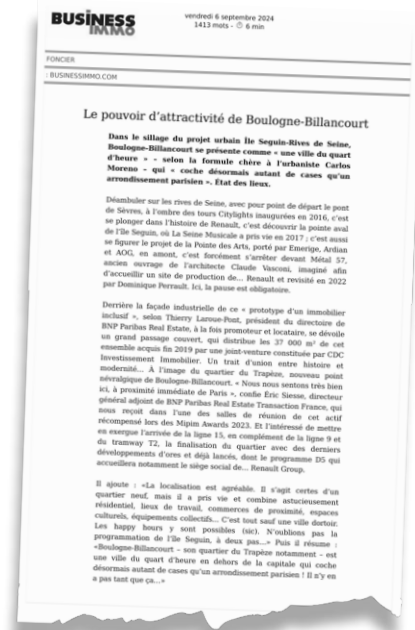 BUSINESS
IMMO
vendredi 6 septembre 2024
1413 mots - 6 min
FONCIER
: BUSINESSIMMO.COM
Le pouvoir d'attractivité de Boulogne-Billancourt
Dans le sillage du projet urbain Île Seguin-Rives de Seine,
Boulogne-Billancourt se présente comme « une ville du quart
d'heure » – selon la formule chère à l'urbaniste Carlos
Moreno – qui « coche désormais autant de cases qu'un
arrondissement parisien ». Etat des lieux.
Déambuler sur les rives de Seine, avec pour point de départ le pont
de Sèvres, à l'ombre des tours Citylights inaugurées en 2016, c'est
se plonger dans l'histoire de Renault, c'est découvrir la pointe aval
de l'île Seguin, où La Seine Musicale a pris vie en 2017 ; c'est aussi
se figurer le projet de la Pointe des Arts, porté par Emerige, Ardian
et AOG, en amont, c'est forcément s'arrêter devant Métal 57,
ancien ouvrage de l'architecte Claude Vasconi, imaginé afin
d'accueillir un site de production de... Renault et revisité en 2022
par Dominique Perrault. Ici, la pause est obligatoire.
Derrière la façade industrielle de ce « prototype d'un immobilier
inclusif », selon Thierry Laroue-Pont, président du directoire de
BNP Paribas Real Estate, à la fois promoteur et locataire, se dévoile
un grand passage couvert, qui distribue les 37 000 m² de cet
ensemble acquis fin 2019 par une joint-venture constituée par CDC
Investissement Immobilier. Un trait d'union entre histoire et
modernité... À l'image du quartier du Trapèze, nouveau point
névralgique de Boulogne-Billancourt. « Nous nous sentons très bien
ici, à proximité immédiate de Paris », confie Éric Siesse, directeur
général adjoint de BNP Paribas Real Estate Transaction France, qui
nous reçoit dans l'une des salles de réunion de cet actif
récompensé lors des Mipim Awards 2023. Et l'intéressé de mettre
en exergue l'arrivée de la ligne 15, en complément de la ligne 9 et
du tramway T2, la finalisation du quartier avec des derniers
développements d'ores et déjà lancés, dont le programme D5 qui
accueillera notamment le siège social de... Renault Group.
Il ajoute : «La localisation est agréable. Il s'agit certes d'un
quartier neuf, mais il a pris vie et combine astucieusement
résidentiel, lieux de travail, commerces de proximité, espaces
culturels, équipements collectifs... C'est tout sauf une ville dortoir.
Les happy hours y sont possibles (sic). N'oublions pas la
programmation de l'île Seguin, à deux pas...» Puis il résume :
«Boulogne-Billancourt – son quartier du Trapèze notamment – est
une ville du quart d'heure en dehors de la capitale qui coche
désormais autant de cases qu'un arrondissement parisien ! Il n'y en
a pas tant que ça...»